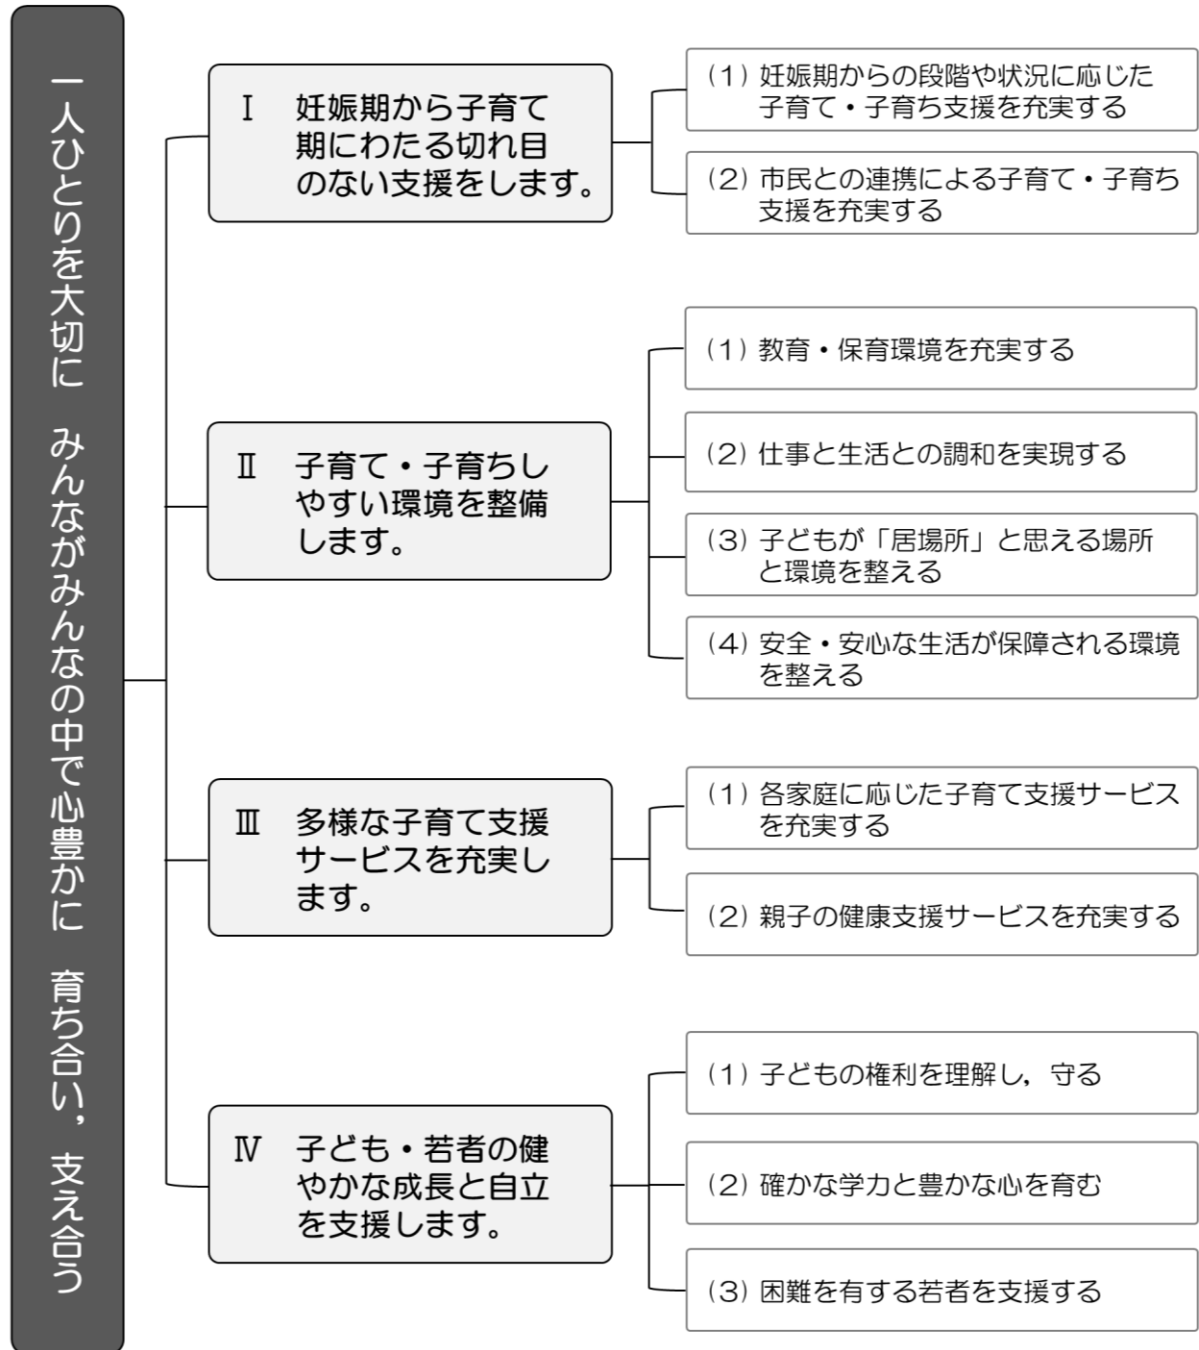 一人ひとりを大切に　みんながみんなの中で心豊かに　育ち合い，支え合う
Ⅰ　妊娠期から子育て
期にわたる切れ目
のない支援をします。
(1) 妊娠期からの段階や状況に応じた
子育て・子育ち支援を充実する
(2) 市民との連携による子育て・子育ち
支援を充実する
Ⅱ　子育て・子育ちし
やすい環境を整備
します。
(1) 教育・保育環境を充実する
(2) 仕事と生活との調和を実現する
(3) 子どもが「居場所」と思える場所
と環境を整える
(4) 安全・安心な生活が保障される環境
を整える
Ⅲ　多様な子育て支援
サービスを充実し
ます。
(1) 各家庭に応じた子育て支援サービス
を充実する
(2) 親子の健康支援サービスを充実する
Ⅳ　子ども・若者の健
やかな成長と自立
を支援します。
(1) 子どもの権利を理解し，守る
(2) 確かな学力と豊かな心を育む
(3) 困難を有する若者を支援する